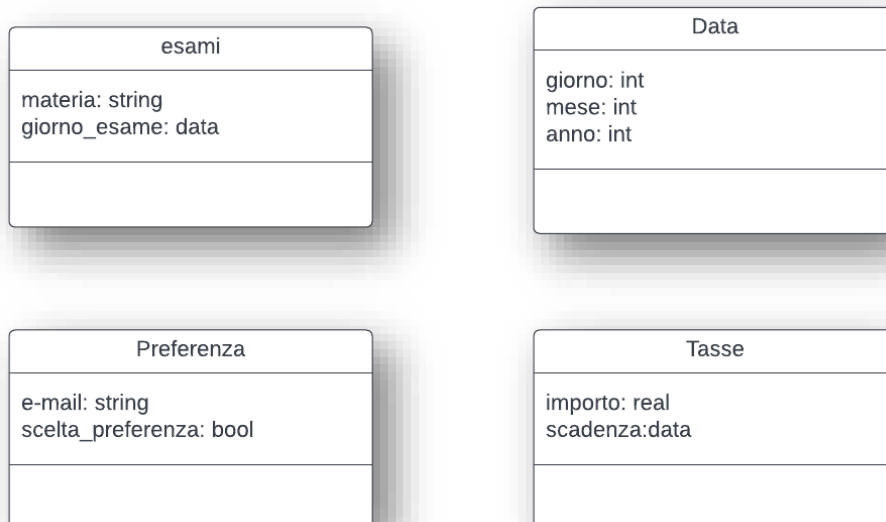 esami
materia: string
giorno_esame: data
Data
giorno: int
mese: int
anno: int
Preferenza
e-mail: string
scelta_preferenza: bool
Tasse
importo: real
scadenza:data